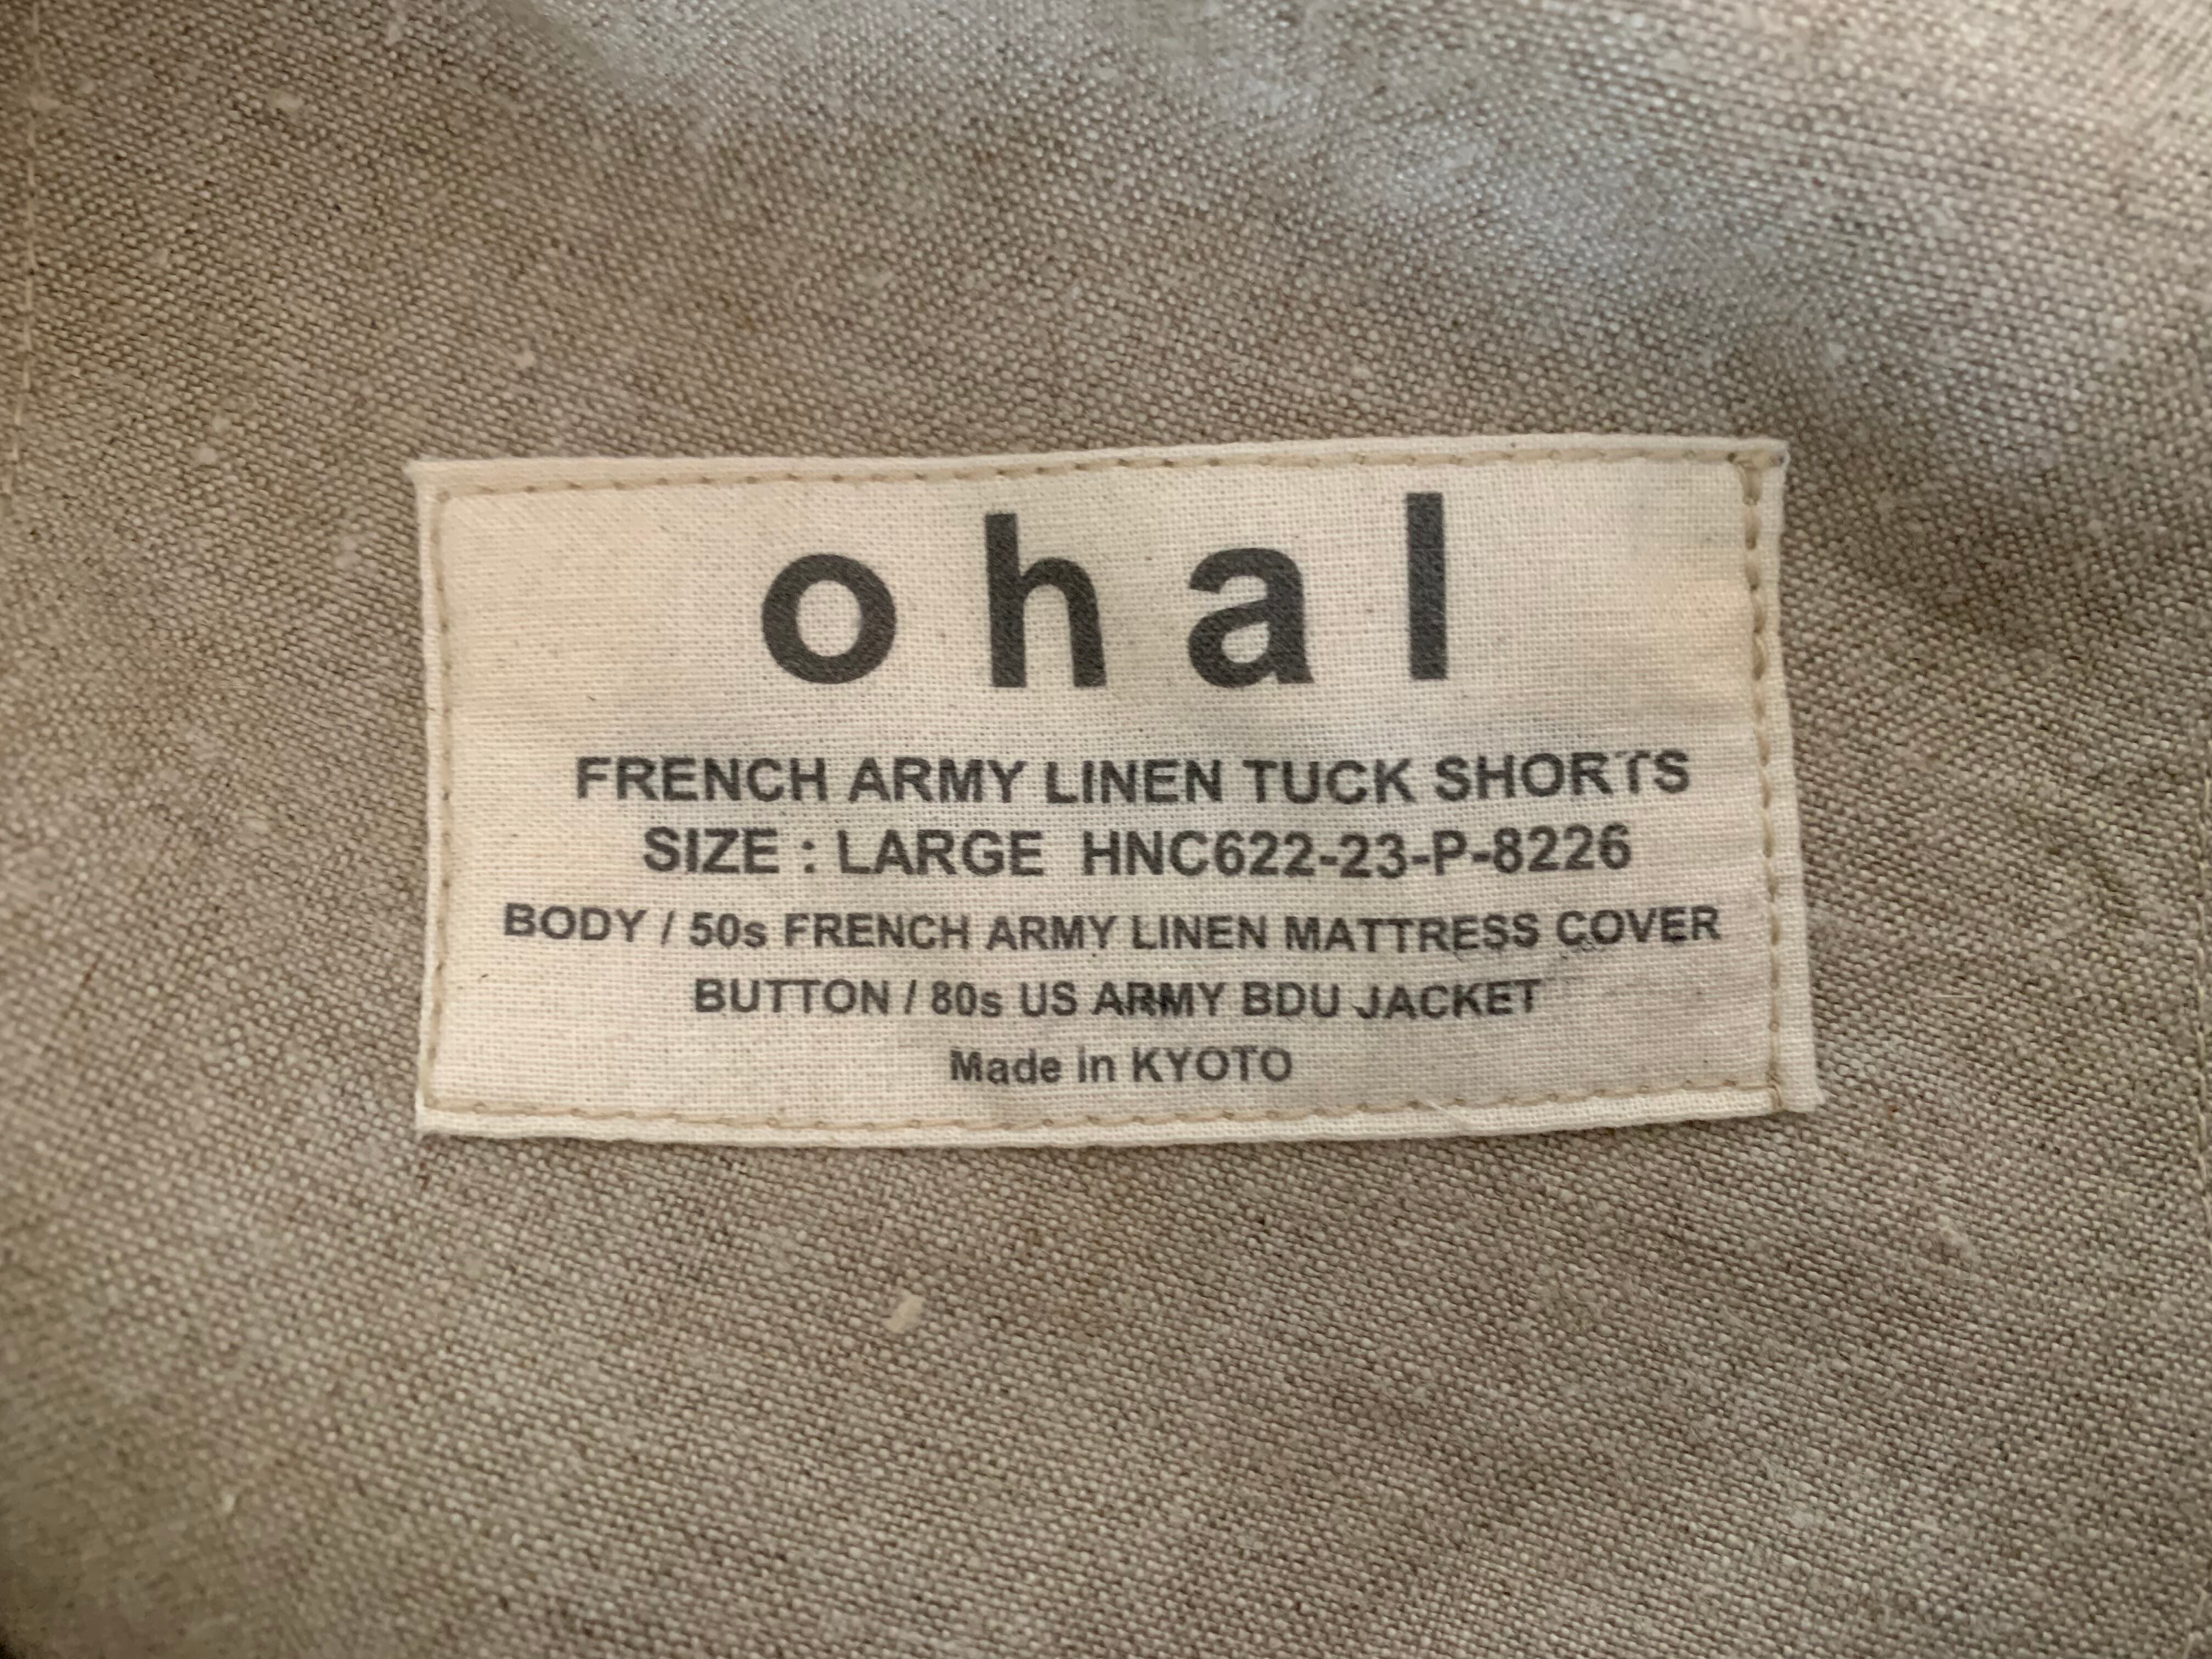 ohal
FRENCH ARMY LINEN TUCK SHORTS
SIZE : LARGE HNC622-23-P-8226
BODY / 50s FRENCH ARMY LINEN MATTRESS COVER
BUTTON / 80s US ARMY BDU JACKET
Made in KYOTO